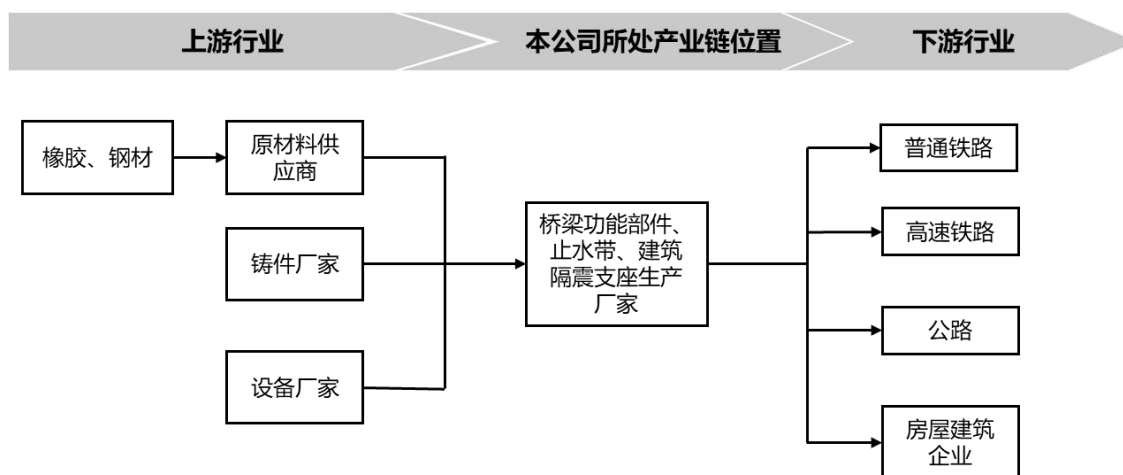 上游行业
本公司所处产业链位置
下游行业
橡胶、钢材
原材料供
应商
铸件厂家
设备厂家
桥梁功能部件、
止水带、建筑
隔震支座生产
厂家
普通铁路
高速铁路
公路
房屋建筑
企业